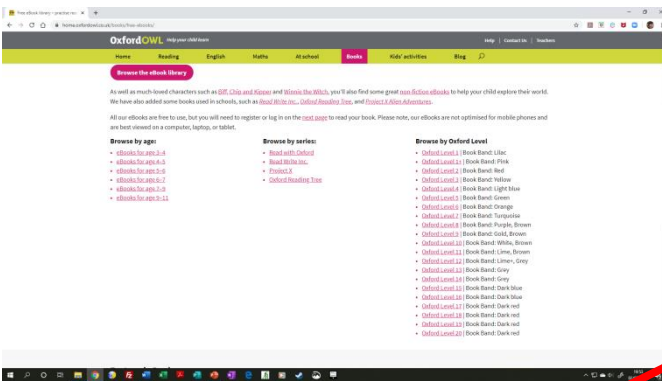 Free eBook library – practise rea
home.oxfordowl.co.uk/books/free-ebooks/
Oxford OWL Help your child learn
Help | Contact Us | Teachers
Home Reading English Maths At school Books Kids' activities Blog
Browse the eBook library
As well as much-loved characters such as Biff, Chip and Kipper and Winnie the Witch, you'll also find some great non-fiction eBooks to help your child explore their world.
We have also added some books used in schools, such as Read Write Inc., Oxford Reading Tree, and Project X Alien Adventures.
All our eBooks are free to use, but you will need to register or log in on the next page to read your book. Please note, our eBooks are not optimised for mobile phones and
are best viewed on a computer, laptop, or tablet.
Browse by age:
eBooks for age 3–4
eBooks for age 4–5
eBooks for age 5–6
eBooks for age 6–7
eBooks for age 7–9
eBooks for age 9–11
Browse by series:
Read with Oxford
Read Write Inc.
Project X
Oxford Reading Tree
Browse by Oxford Level
Oxford Level 1 | Book Band: Lilac
Oxford Level 1+ | Book Band: Pink
Oxford Level 2 | Book Band: Red
Oxford Level 3 | Book Band: Yellow
Oxford Level 4 | Book Band: Light blue
Oxford Level 5 | Book Band: Green
Oxford Level 6 | Book Band: Orange
Oxford Level 7 | Book Band: Turquoise
Oxford Level 8 | Book Band: Purple, Brown
Oxford Level 9 | Book Band: Gold, Brown
Oxford Level 10 | Book Band: White, Brown
Oxford Level 11 | Book Band: Lime, Brown
Oxford Level 12 | Book Band: Lime+, Grey
Oxford Level 13 | Book Band: Grey
Oxford Level 14 | Book Band: Grey
Oxford Level 15 | Book Band: Dark blue
Oxford Level 16 | Book Band: Dark blue
Oxford Level 17 | Book Band: Dark red
Oxford Level 18 | Book Band: Dark red
Oxford Level 19 | Book Band: Dark red
Oxford Level 20 | Book Band: Dark red